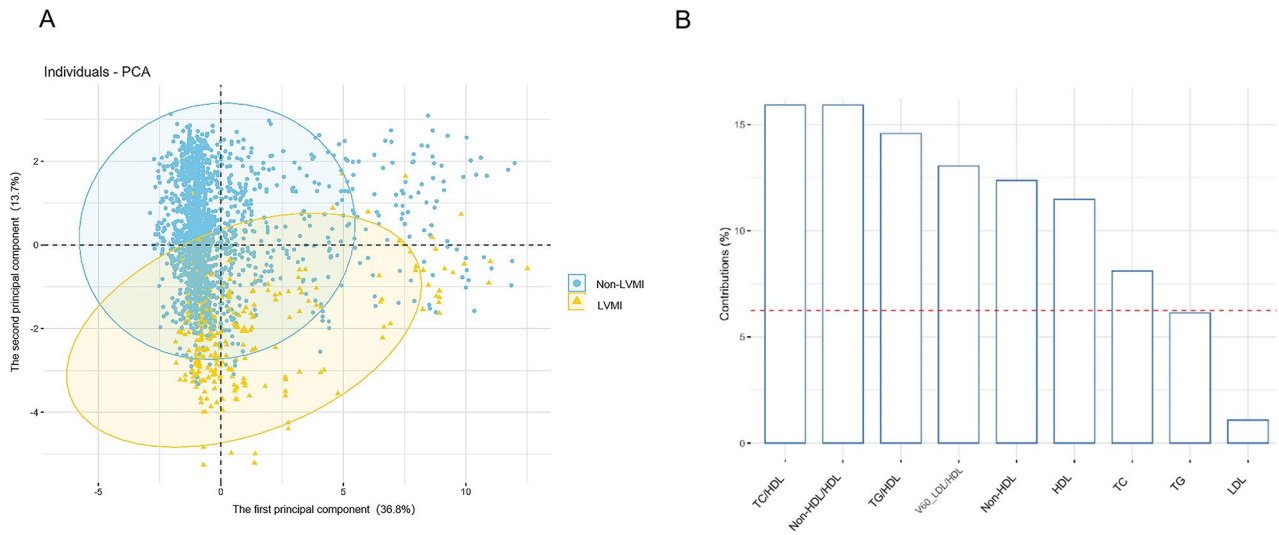 A
B
Individuals - PCA
The second principal component (13.7%)
2
0
-2
-4
-5
0
5
10
The first principal component (36.8%)
Non-LVMI
LVMI
Contributions (%)
15
10
5
0
TC/HDL
Non-HDL/HDL
TG/HDL
V60_LDL/HDL
Non-HDL
HDL
TC
TG
LDL